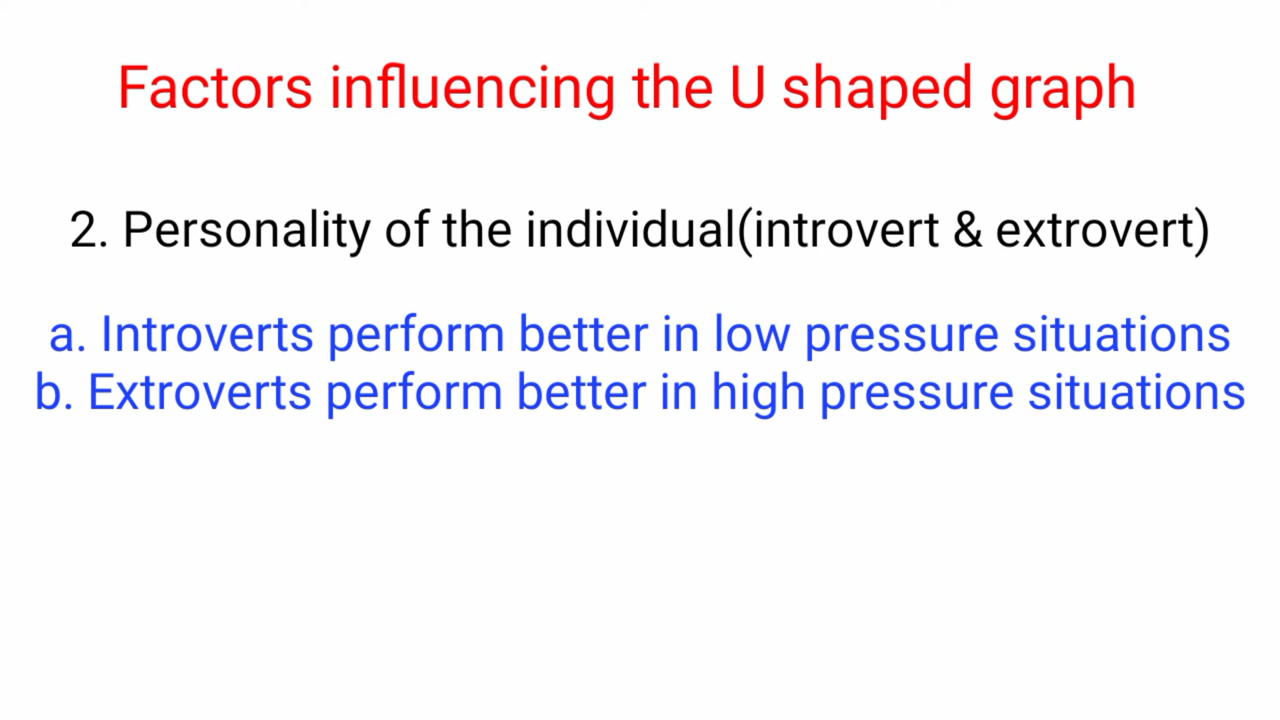 Factors influencing the U shaped graph
2. Personality of the individual(introvert & extrovert)
a. Introverts perform better in low pressure situations
b. Extroverts perform better in high pressure situations